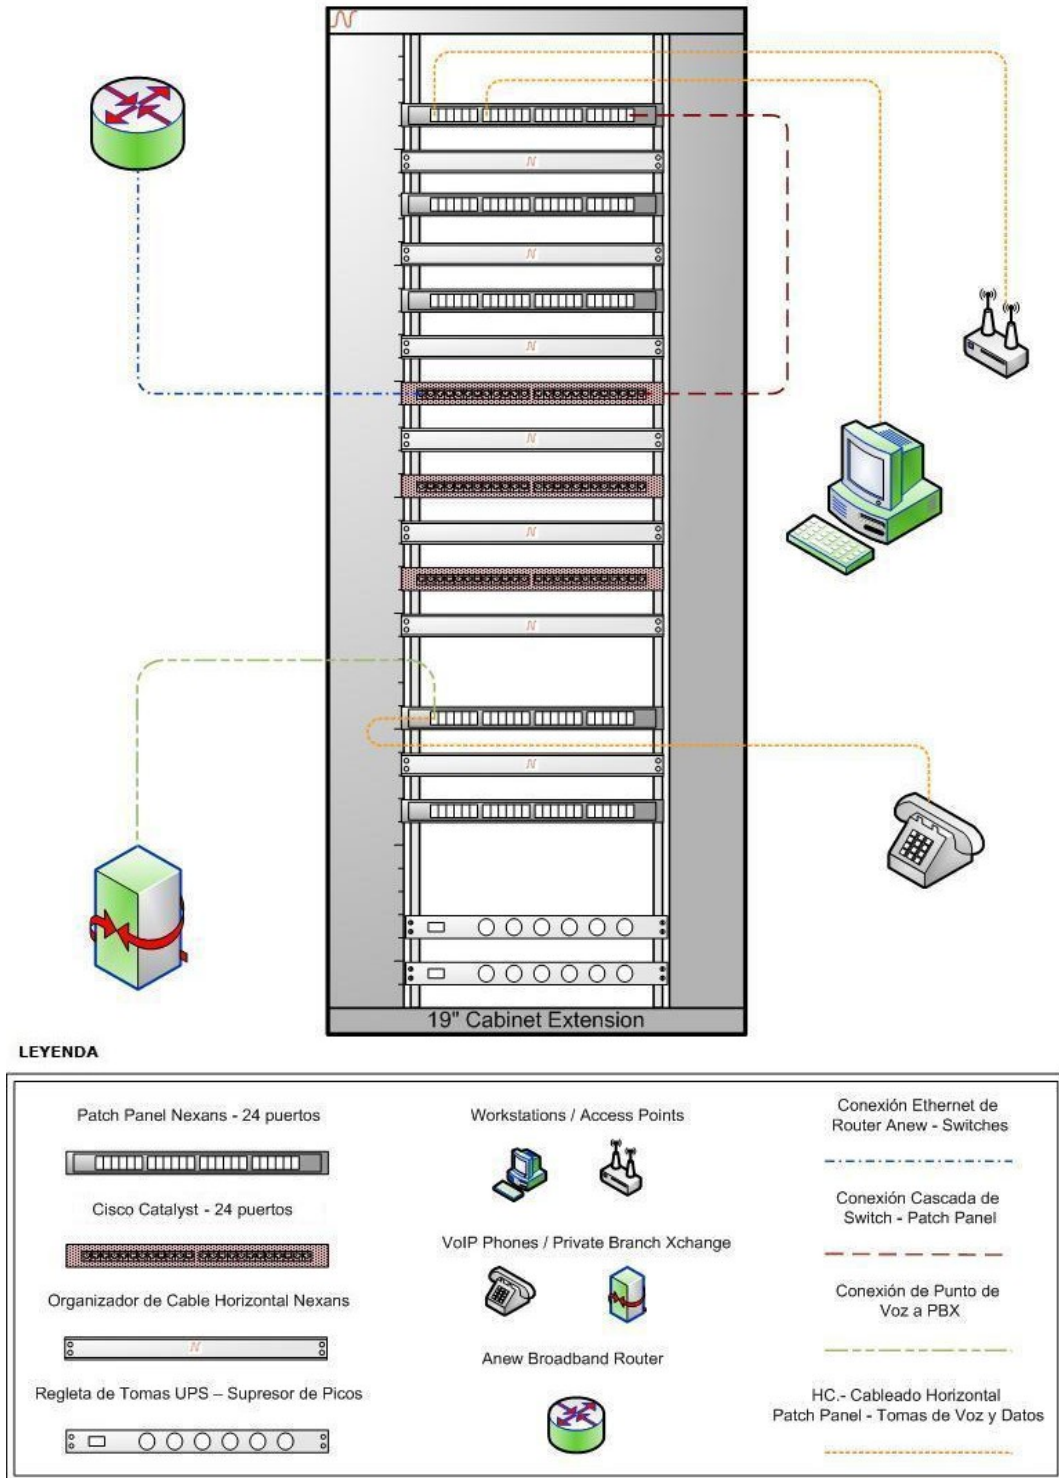 19" Cabinet Extension
LEYENDA
Patch Panel Nexans - 24 puertos
Cisco Catalyst - 24 puertos
Organizador de Cable Horizontal Nexans
Regleta de Tomas UPS – Supresor de Picos
Workstations / Access Points
VoIP Phones / Private Branch Xchange
Anew Broadband Router
Conexión Ethernet de
Router Anew - Switches
Conexión Cascada de
Switch - Patch Panel
Conexión de Punto de
Voz a PBX
HC.- Cableado Horizontal
Patch Panel - Tomas de Voz y Datos